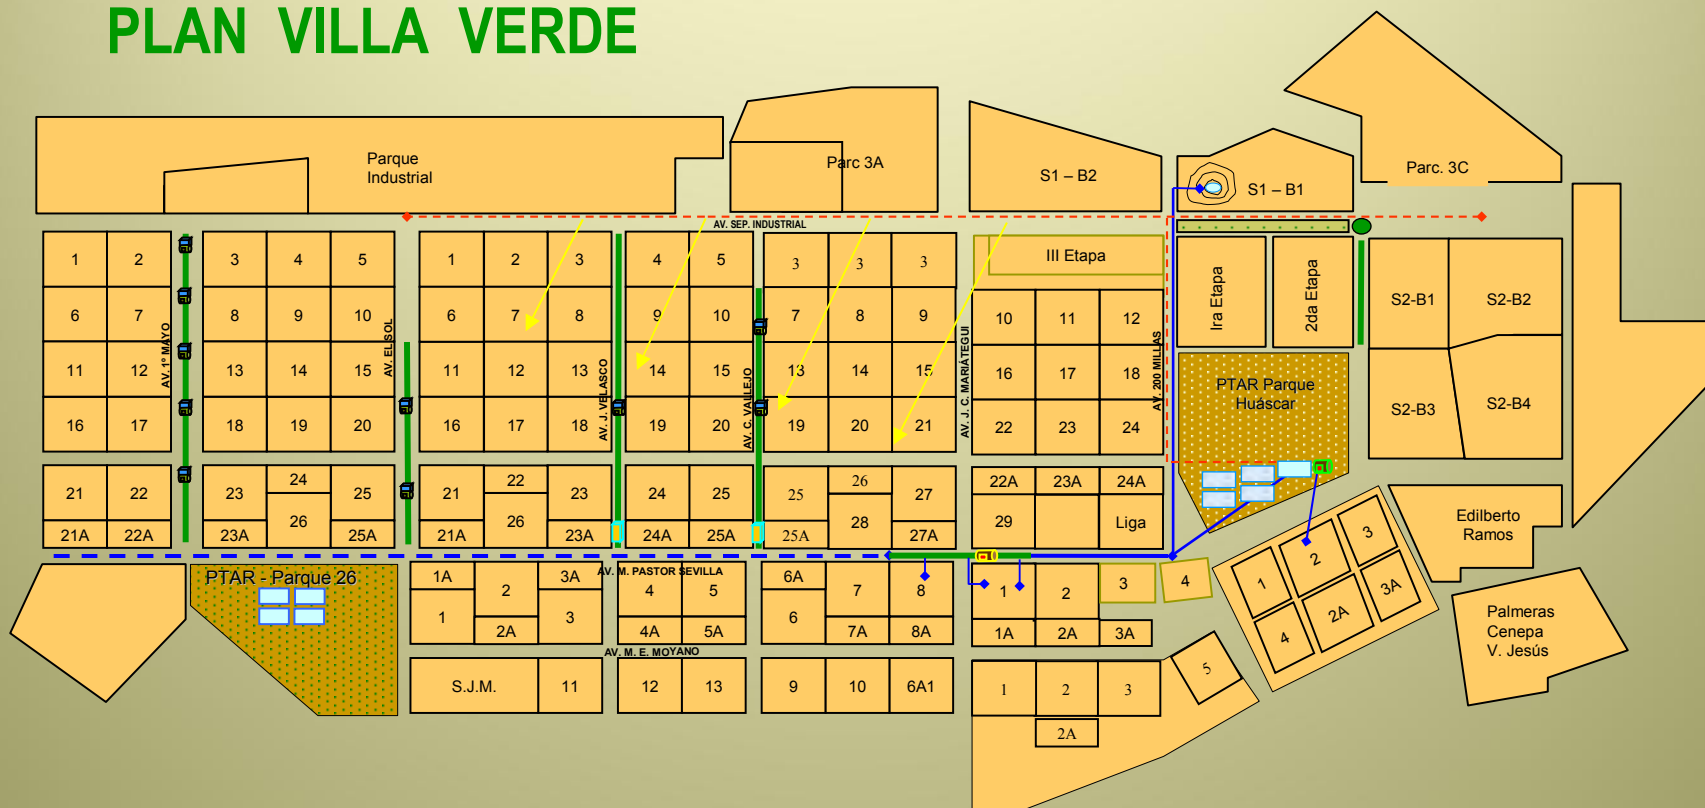 PLAN VILLA VERDE
Parque
Industrial
Parc 3A
S1 – B2
S1 – B1
Parc. 3C
AV. SEP. INDUSTRIAL
1 2 3 4 5 1 2 3 4 5 3 3 3 III Etapa
6 7 8 9 10 6 7 8 9 10 7 8 9 10 11 12
Ira Etapa
2da Etapa
S2-B1 S2-B2
AV. 1º MAYO
AV. EL SOL
AV. J. VELASCO
AV. C. VALLEJO
AV. J. C. MARIÁTEGUI
AV. 200 MILLAS
11 12 13 14 15 11 12 13 14 15 13 14 15 16 17 18
PTAR Parque
Huáscar
16 17 18 19 20 16 17 18 19 20 19 20 21 22 23 24
S2-B3 S2-B4
21 22 23 24 25 21 22 23 24 25 25 26 27 22A 23A 24A
26 26 28 29 Liga
21A 22A 23A 25A 21A 23A 24A 25A 25A 27A
Edilberto
Ramos
PTAR - Parque 26
AV. M. PASTOR SEVILLA
1A 2 3A 4 5 6A 7 8 1 2 3 4
1 2A 3 4A 5A 6 7A 8A 1A 2A 3A
1 2 3
4 2A 3A
Palmeras
Cenepa
V. Jesús
AV. M. E. MOYANO
S.J.M. 11 12 13 9 10 6A1 1 2 3 5
2A